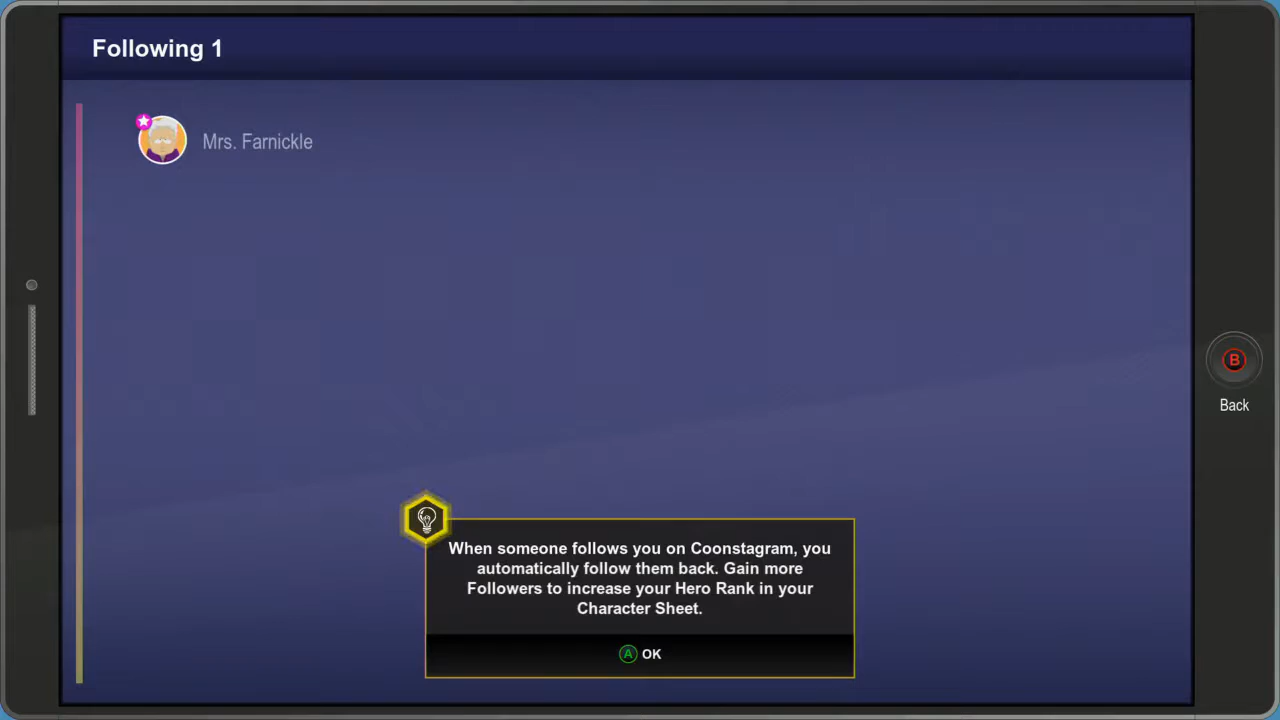 Following 1
Mrs. Farnickle
B
Back
When someone follows you on Coonstagram, you
automatically follow them back. Gain more
Followers to increase your Hero Rank in your
Character Sheet.
A OK